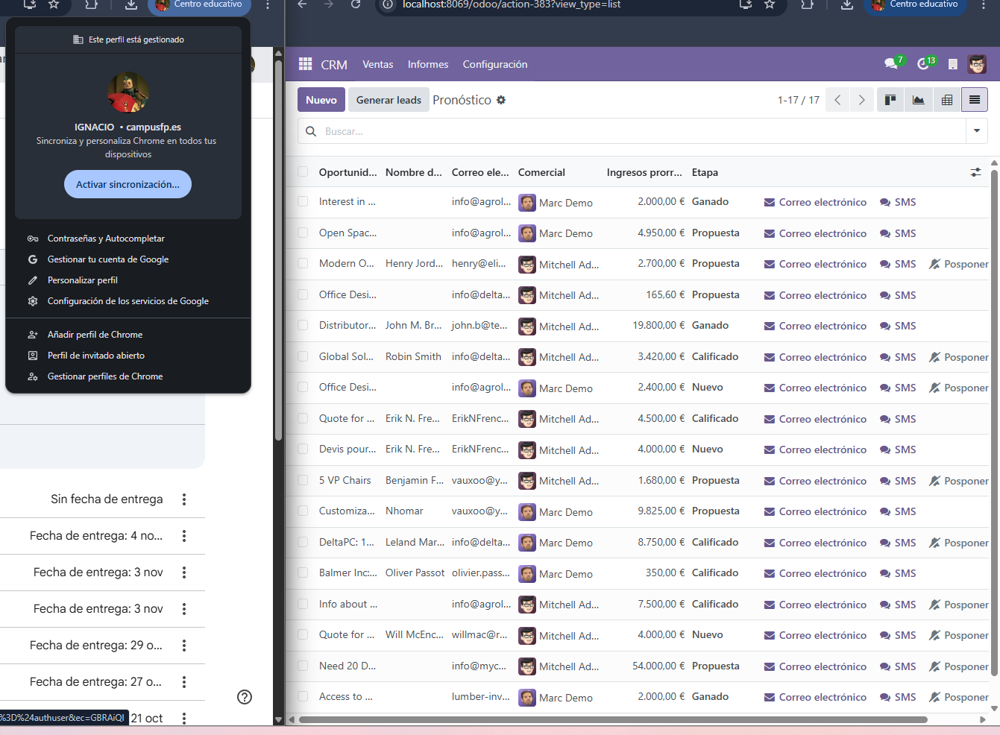 Centro educativo
Este perfil está gestionado
IGNACIO • campusfp.es
Sincroniza y personaliza Chrome en todos tus
dispositivos
Activar sincronización...
Contraseñas y Autocompletar
Gestionar tu cuenta de Google
Personalizar perfil
Configuración de los servicios de Google
Añadir perfil de Chrome
Perfil de invitado abierto
Gestionar perfiles de Chrome
Sin fecha de entrega
Fecha de entrega: 4 no...
Fecha de entrega: 3 nov
Fecha de entrega: 3 nov
Fecha de entrega: 29 o...
Fecha de entrega: 27 o...
%3D%24authuser&ec=GBRAiQI 21 oct
localhost:8069/odoo/action-383?view_type=list Centro educativo
CRM Ventas Informes Configuración 7 13
Nuevo Generar leads Pronóstico 1-17 / 17
Buscar...
Oportunid... Nombre d... Correo ele... Comercial Ingresos prorr... Etapa
Interest in ... info@agrol... Marc Demo 2.000,00 € Ganado Correo electrónico SMS
Open Spac... info@agrol... Marc Demo 4.950,00 € Propuesta Correo electrónico SMS
Modern O... Henry Jord... henry@eli... Mitchell Ad... 2.700,00 € Propuesta Correo electrónico SMS Posponer
Office Desi... info@delta... Mitchell Ad... 165,60 € Propuesta Correo electrónico SMS
Distributor... John M. Br... john.b@te... Mitchell Ad... 19.800,00 € Ganado Correo electrónico SMS
Global Sol... Robin Smith info@delta... Mitchell Ad... 3.420,00 € Calificado Correo electrónico SMS Posponer
Office Desi... info@agrol... Marc Demo 2.400,00 € Nuevo Correo electrónico SMS Posponer
Quote for ... Erik N. Fre... ErikNFrenc... Mitchell Ad... 4.500,00 € Calificado Correo electrónico SMS
Devis pour... Erik N. Fre... ErikNFrenc... Mitchell Ad... 4.000,00 € Nuevo Correo electrónico SMS
5 VP Chairs Benjamin F... vauxoo@y... Mitchell Ad... 1.680,00 € Propuesta Correo electrónico SMS Posponer
Customiza... Nhomar vauxoo@y... Marc Demo 9.825,00 € Propuesta Correo electrónico SMS
DeltaPC: 1... Leland Mar... info@delta... Marc Demo 8.750,00 € Calificado Correo electrónico SMS Posponer
Balmer Inc:... Oliver Passot olivier.pass... Marc Demo 350,00 € Calificado Correo electrónico SMS
Info about ... info@agrol... Mitchell Ad... 7.500,00 € Calificado Correo electrónico SMS Posponer
Quote for ... Will McEnc... willmac@r... Mitchell Ad... 4.000,00 € Nuevo Correo electrónico SMS Posponer
Need 20 D... info@myc... Mitchell Ad... 54.000,00 € Propuesta Correo electrónico SMS Posponer
Access to ... lumber-inv... Marc Demo 2.000,00 € Ganado Correo electrónico SMS Posponer